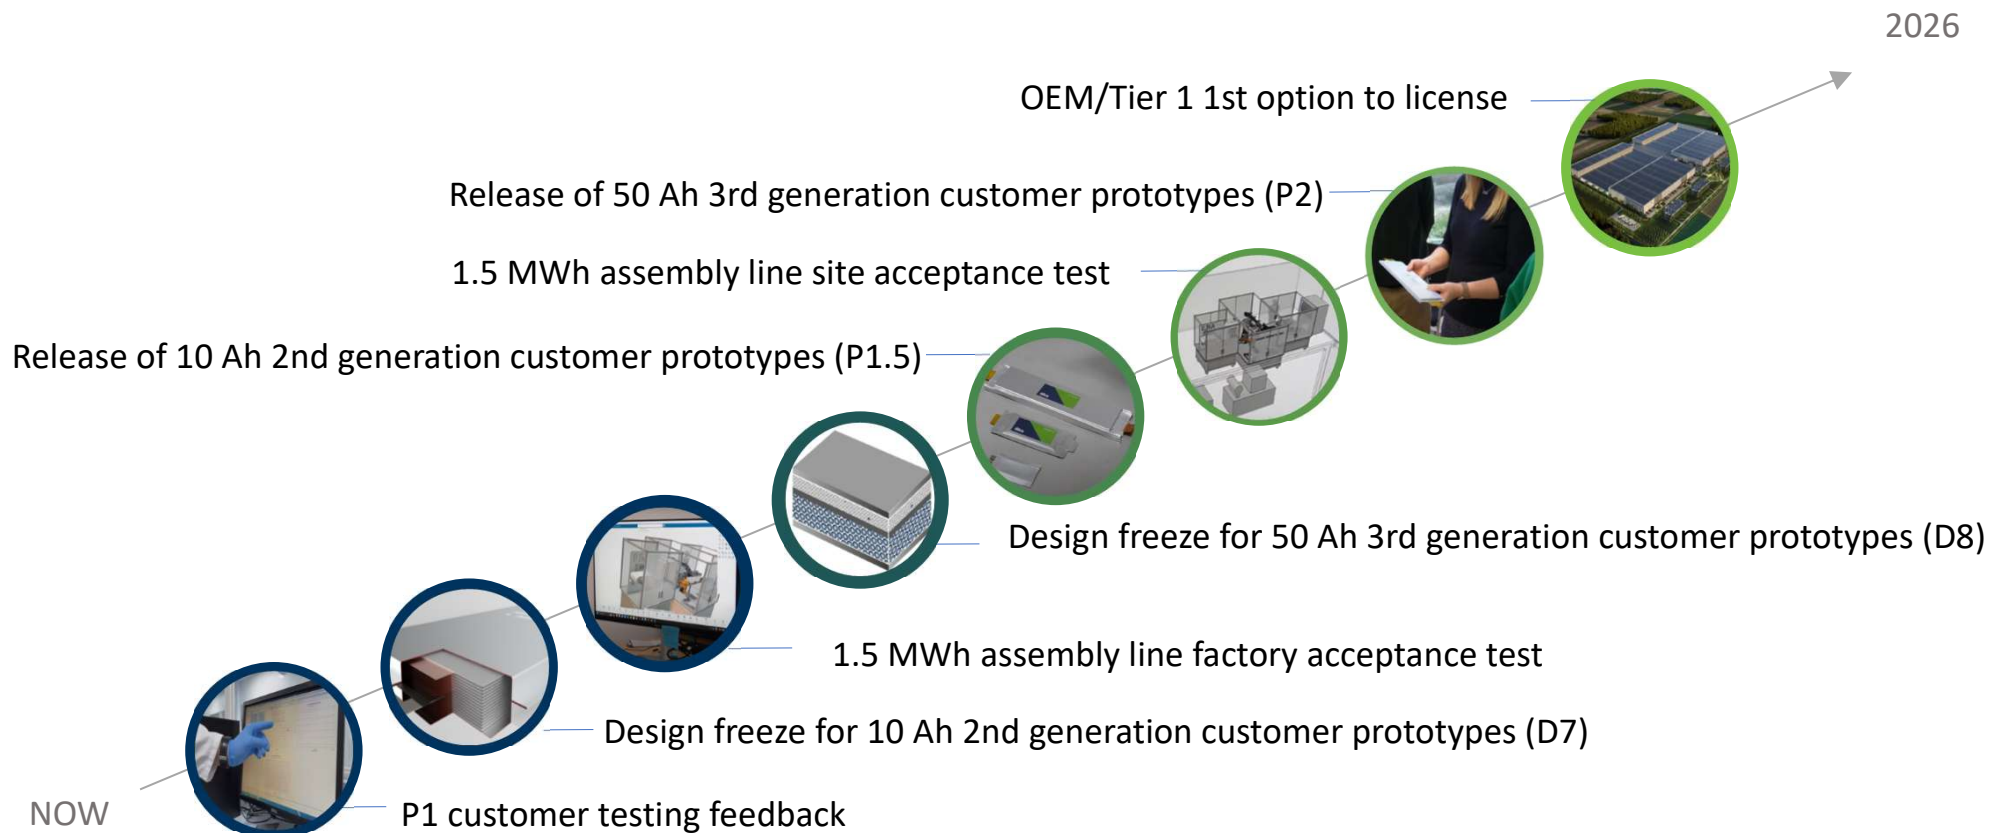 2026
OEM/Tier 1 1st option to license
Release of 50 Ah 3rd generation customer prototypes (P2)
1.5 MWh assembly line site acceptance test
Release of 10 Ah 2nd generation customer prototypes (P1.5)
Design freeze for 50 Ah 3rd generation customer prototypes (D8)
1.5 MWh assembly line factory acceptance test
Design freeze for 10 Ah 2nd generation customer prototypes (D7)
NOW
P1 customer testing feedback